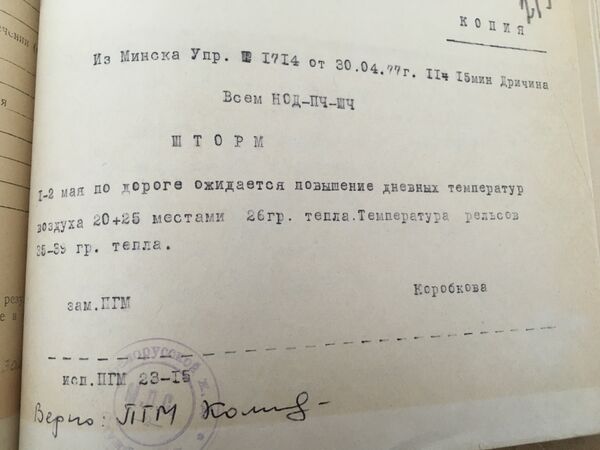 КОПИЯ
Из Минска Упр. № 1714 от 30.04.77г. IIч 15мин Дричина
Всем НОД-ПЧ-ШЧ
ШТОРМ
I-2 мая по дороге ожидается повышение дневных температур
воздуха 20+25 местами 26гр. тепла.Температура рельсов
35-39 гр. тепла.
зам.ПГМ Коробкова
исп.ПГМ 23-15
Верно: ПГМ